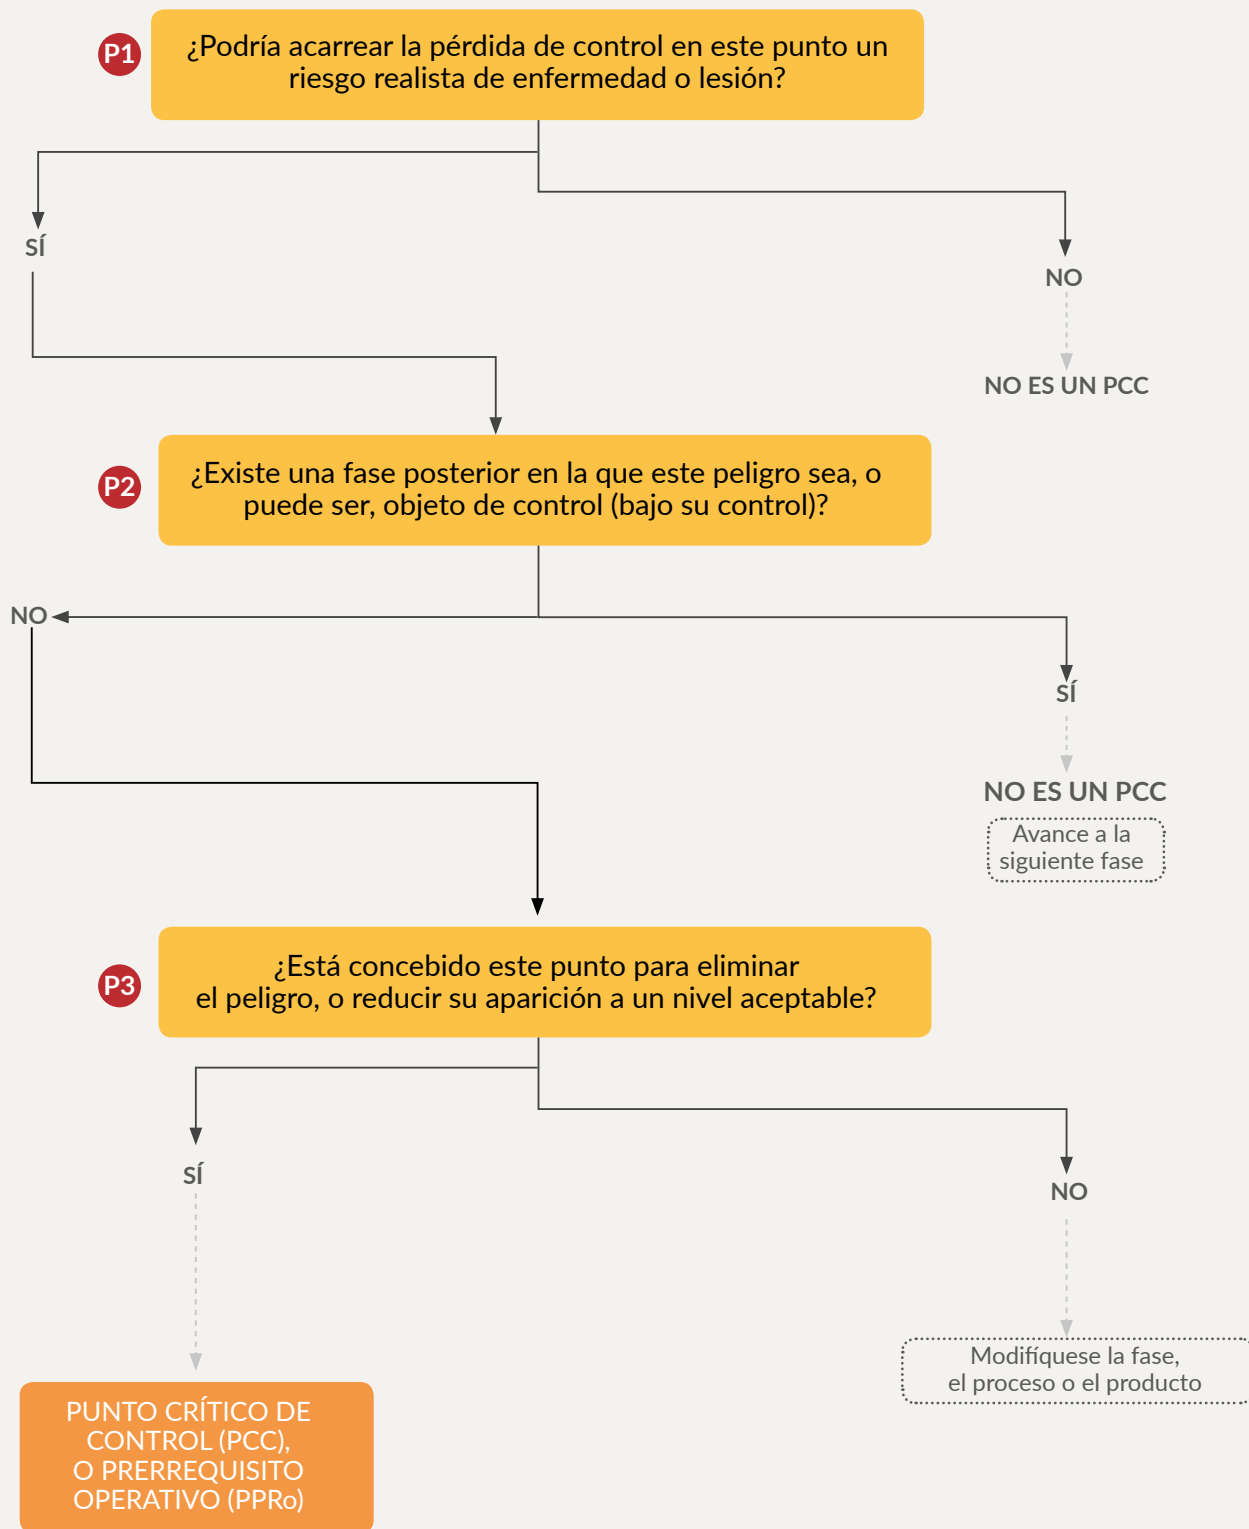 P1
¿Podría acarrear la pérdida de control en este punto un
riesgo realista de enfermedad o lesión?
SÍ
NO
NO ES UN PCC
P2
¿Existe una fase posterior en la que este peligro sea, o
puede ser, objeto de control (bajo su control)?
NO
SÍ
NO ES UN PCC
Avance a la
siguiente fase
P3
¿Está concebido este punto para eliminar
el peligro, o reducir su aparición a un nivel aceptable?
SÍ
NO
Modifíquese la fase,
el proceso o el producto
PUNTO CRÍTICO DE
CONTROL (PCC),
O PRERREQUISITO
OPERATIVO (PPRo)